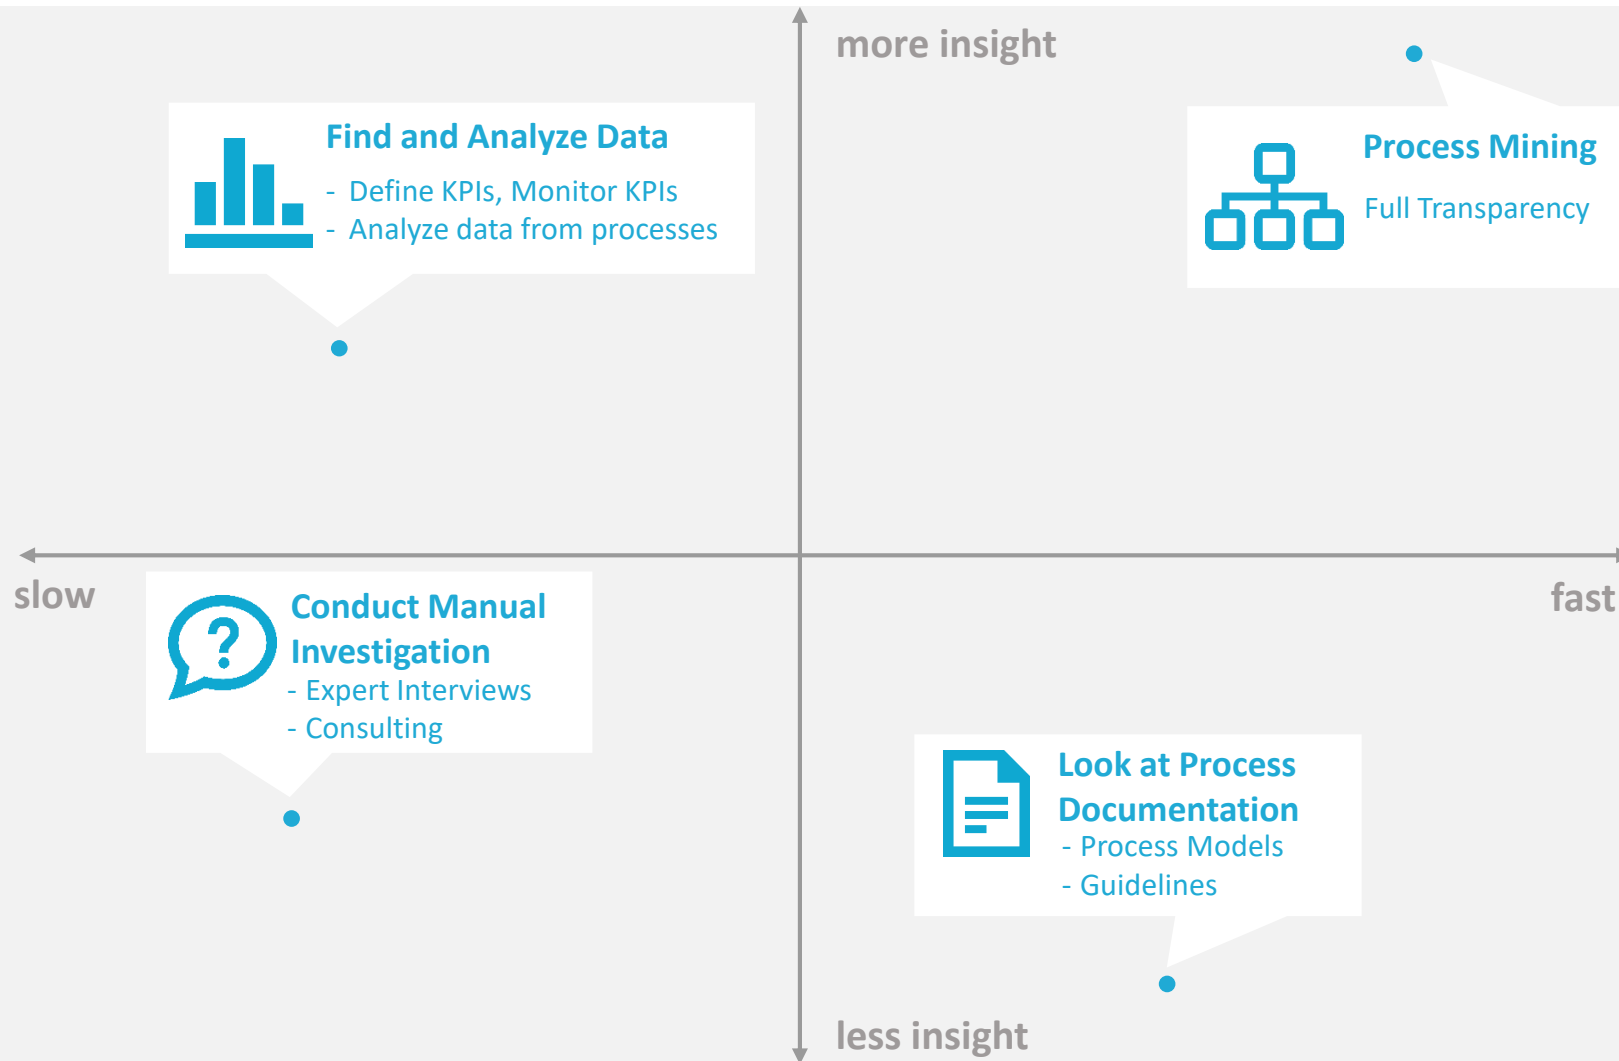 more insight
Find and Analyze Data
- Define KPIs, Monitor KPIs
- Analyze data from processes
Process Mining
Full Transparency
slow
fast
?
Conduct Manual
Investigation
- Expert Interviews
- Consulting
Look at Process
Documentation
- Process Models
- Guidelines
less insight